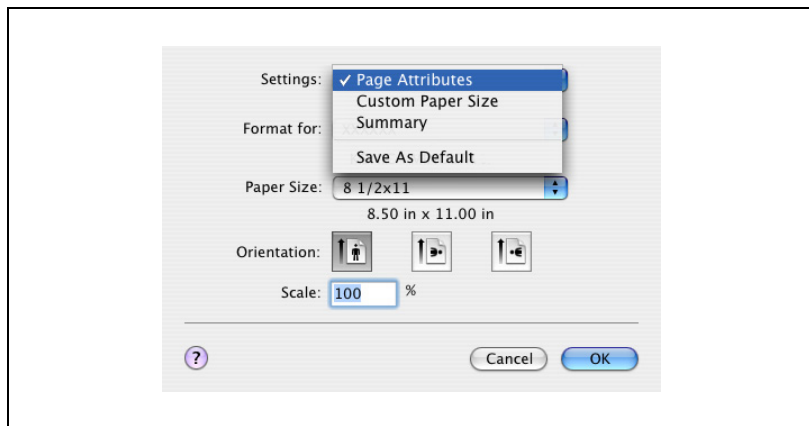 Settings: ✓ Page Attributes
Custom Paper Size
Summary
Save As Default
Format for:
Paper Size: 8 1/2x11
8.50 in x 11.00 in
Orientation:
Scale: 100 %
?
Cancel OK